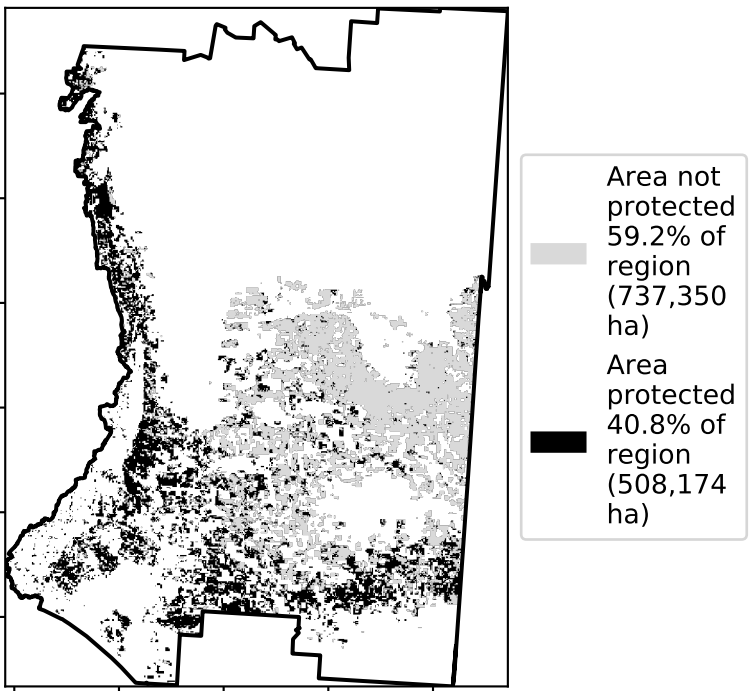 Area not
protected
59.2% of
region
(737,350
ha)
Area
protected
40.8% of
region
(508,174
ha)